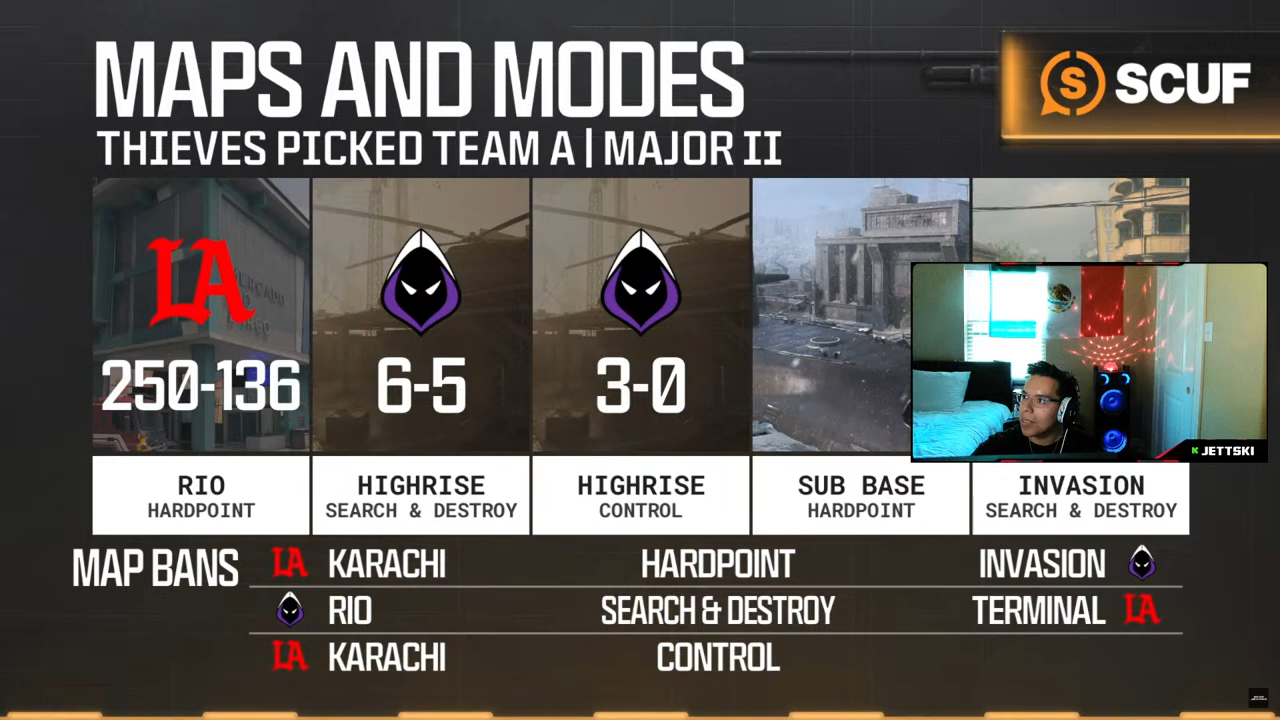 MAPS AND MODES
SCUF
THIEVES PICKED TEAM A | MAJOR II
LA
250-136
6-5
3-0
JETTSKI
RIO
HARDPOINT
HIGHRISE
SEARCH & DESTROY
HIGHRISE
CONTROL
SUB BASE
HARDPOINT
INVASION
SEARCH & DESTROY
MAP BANS
LA KARACHI HARDPOINT INVASION
RIO SEARCH & DESTROY TERMINAL LA
LA KARACHI CONTROL